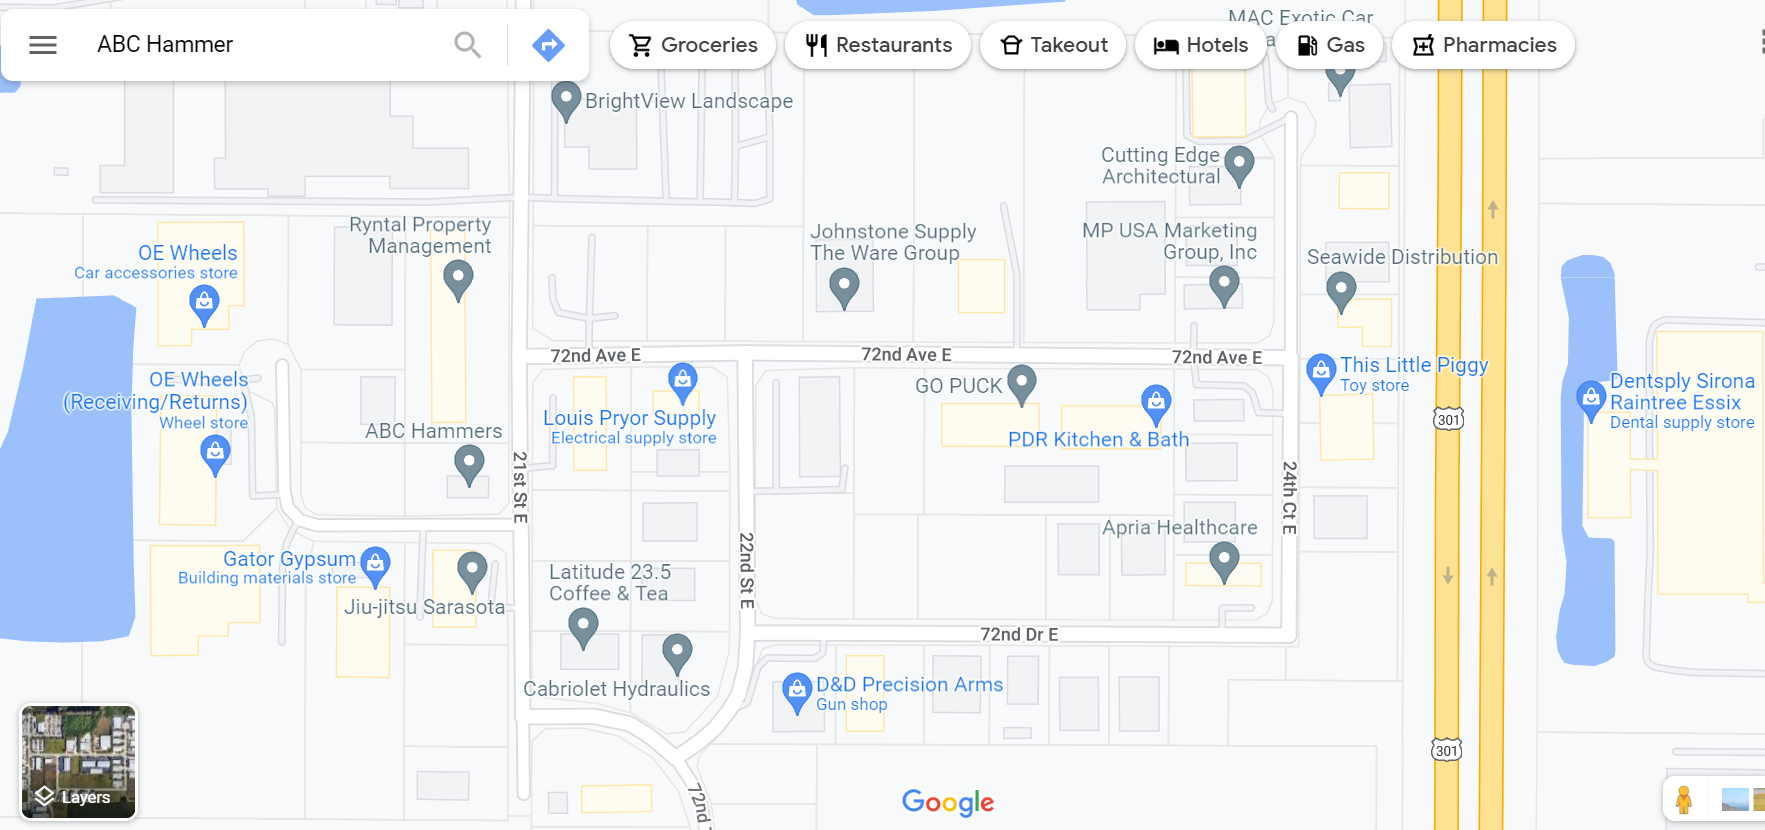 ABC Hammer
Groceries
Restaurants
Takeout
Hotels
Gas
Pharmacies
MAC Exotic Car
BrightView Landscape
Cutting Edge
Architectural
Ryntal Property
Management
Johnstone Supply
The Ware Group
MP USA Marketing
Group, Inc
OE Wheels
Car accessories store
Seawide Distribution
72nd Ave E
72nd Ave E
72nd Ave E
OE Wheels
(Receiving/Returns)
Wheel store
GO PUCK
This Little Piggy
Toy store
Dentsply Sirona
Raintree Essix
Dental supply store
Louis Pryor Supply
Electrical supply store
ABC Hammers
PDR Kitchen & Bath
301
21st St E
24th Ct E
Apria Healthcare
22nd St E
Gator Gypsum
Building materials store
Jiu-jitsu Sarasota
Latitude 23.5
Coffee & Tea
72nd Dr E
Cabriolet Hydraulics
D&D Precision Arms
Gun shop
301
Layers
Google
72nd